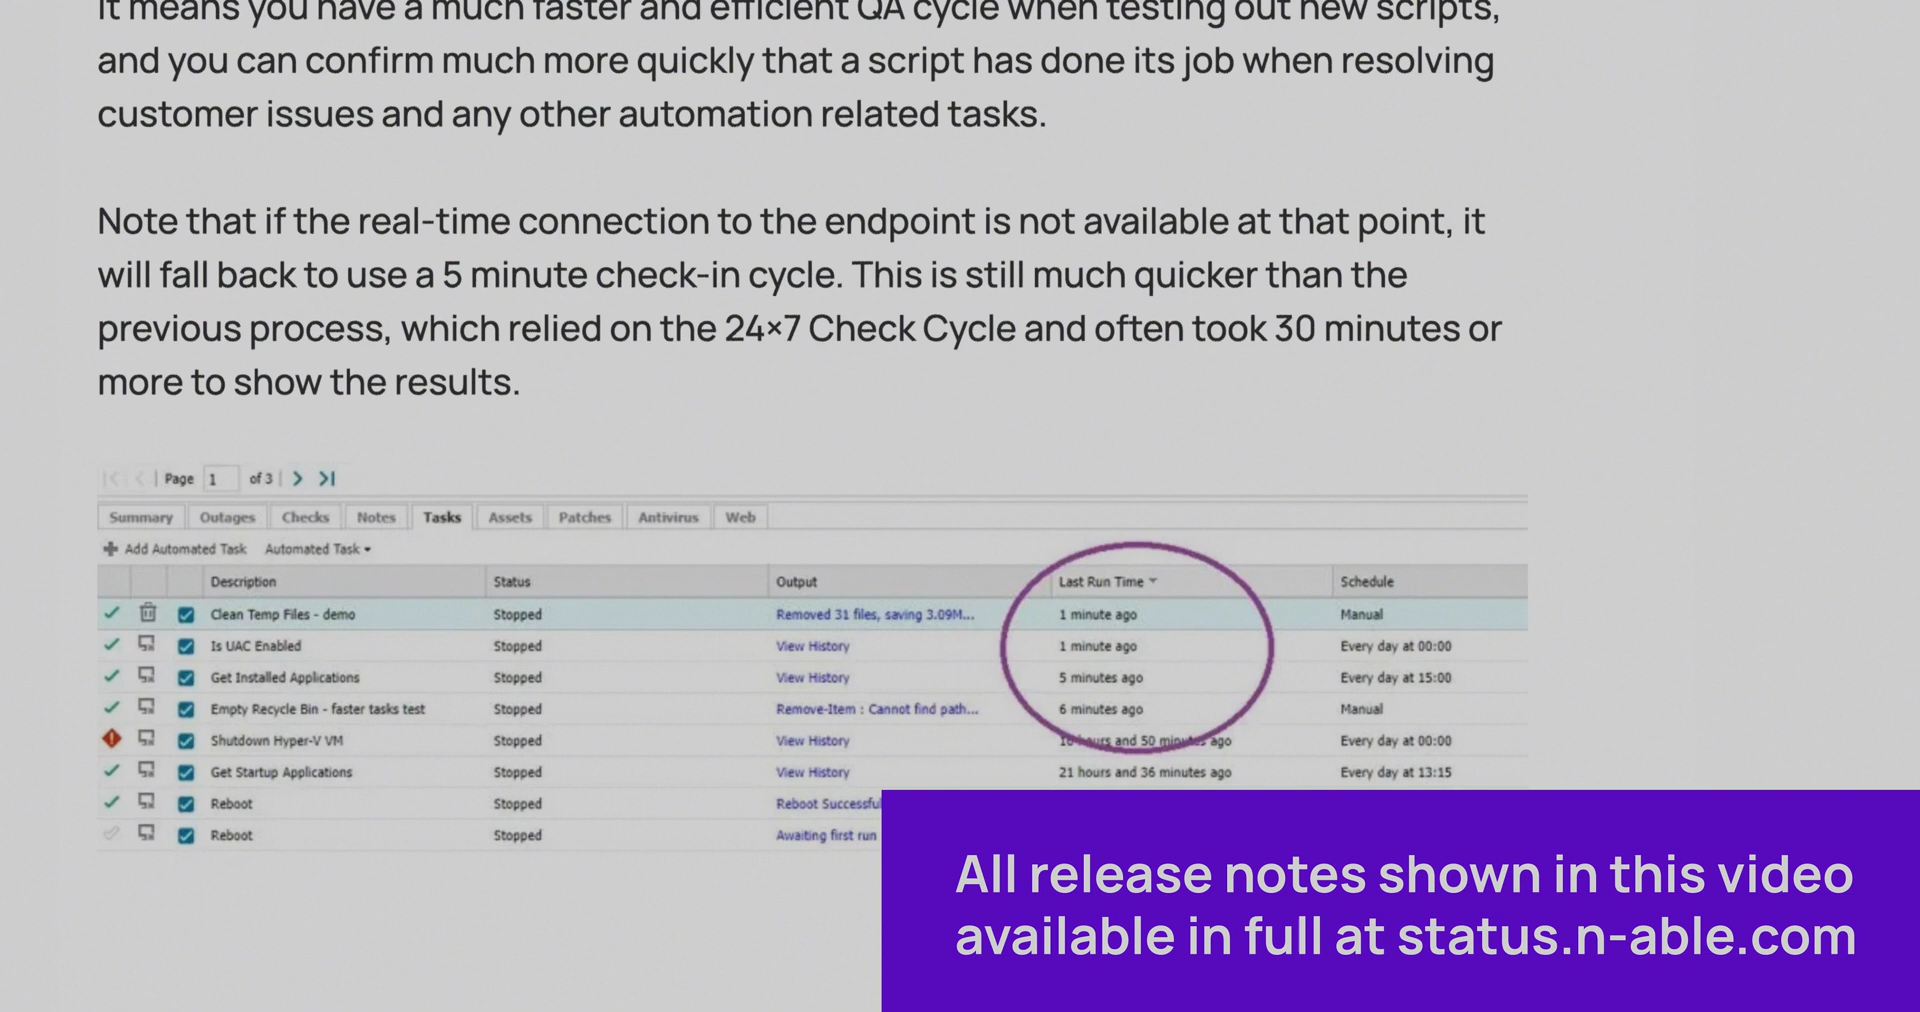 It means you have a much faster and efficient QA cycle when testing out new scripts,
and you can confirm much more quickly that a script has done its job when resolving
customer issues and any other automation related tasks.
Note that if the real-time connection to the endpoint is not available at that point, it
will fall back to use a 5 minute check-in cycle. This is still much quicker than the
previous process, which relied on the 24×7 Check Cycle and often took 30 minutes or
more to show the results.
Page 1 of 3
Summary Outages Checks Notes Tasks Assets Patches Antivirus Web
Add Automated Task Automated Task
Description Status Output Last Run Time Schedule
Clean Temp Files - demo Stopped Removed 31 files, saving 3.09M... 1 minute ago Manual
Is UAC Enabled Stopped View History 1 minute ago Every day at 00:00
Get Installed Applications Stopped View History 5 minutes ago Every day at 15:00
Empty Recycle Bin - faster tasks test Stopped Remove-Item : Cannot find path... 6 minutes ago Manual
Shutdown Hyper-V VM Stopped View History hours and 50 minutes ago Every day at 00:00
Get Startup Applications Stopped View History 21 hours and 36 minutes ago Every day at 13:15
Reboot Stopped Reboot Successful
Reboot Stopped Awaiting first run
All release notes shown in this video
available in full at status.n-able.com